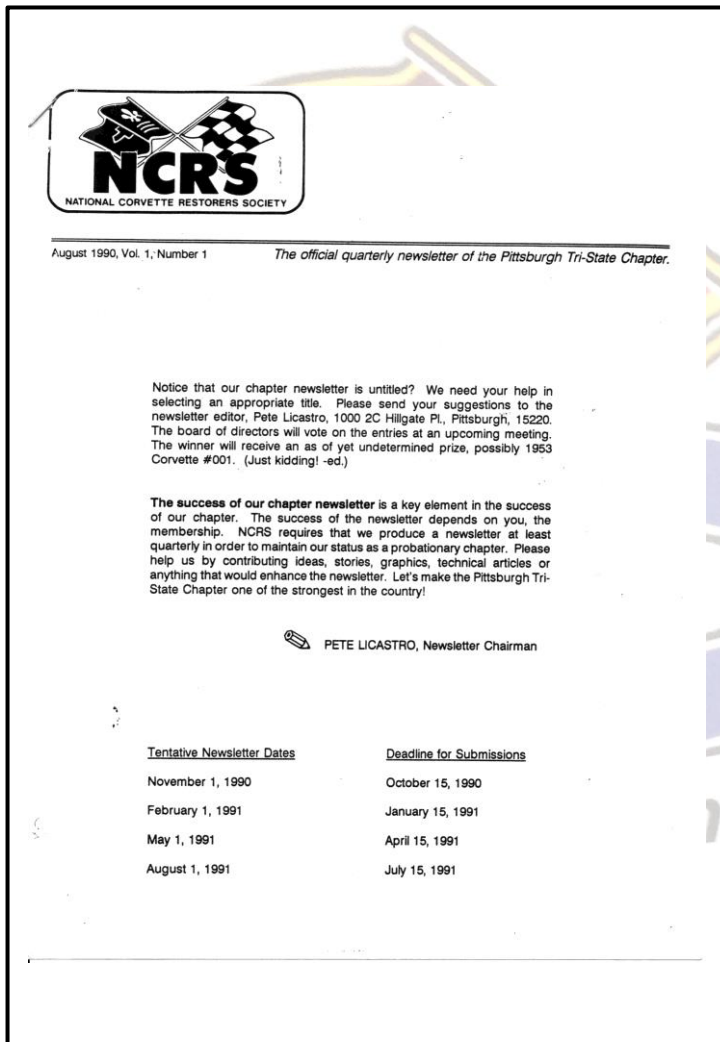 NCRS
NATIONAL CORVETTE RESTORERS SOCIETY
August 1990, Vol. 1, Number 1
The official quarterly newsletter of the Pittsburgh Tri-State Chapter.
Notice that our chapter newsletter is untitled? We need your help in
selecting an appropriate title. Please send your suggestions to the
newsletter editor, Pete Licastro, 1000 2C Hillgate Pl., Pittsburgh, 15220.
The board of directors will vote on the entries at an upcoming meeting.
The winner will receive an as of yet undetermined prize, possibly 1953
Corvette #001. (Just kidding! -ed.)
The success of our chapter newsletter is a key element in the success
of our chapter. The success of the newsletter depends on you, the
membership. NCRS requires that we produce a newsletter at least
quarterly in order to maintain our status as a probationary chapter. Please
help us by contributing ideas, stories, graphics, technical articles or
anything that would enhance the newsletter. Let's make the Pittsburgh Tri-
State Chapter one of the strongest in the country!
PETE LICASTRO, Newsletter Chairman
Tentative Newsletter Dates
November 1, 1990
February 1, 1991
May 1, 1991
August 1, 1991
Deadline for Submissions
October 15, 1990
January 15, 1991
April 15, 1991
July 15, 1991